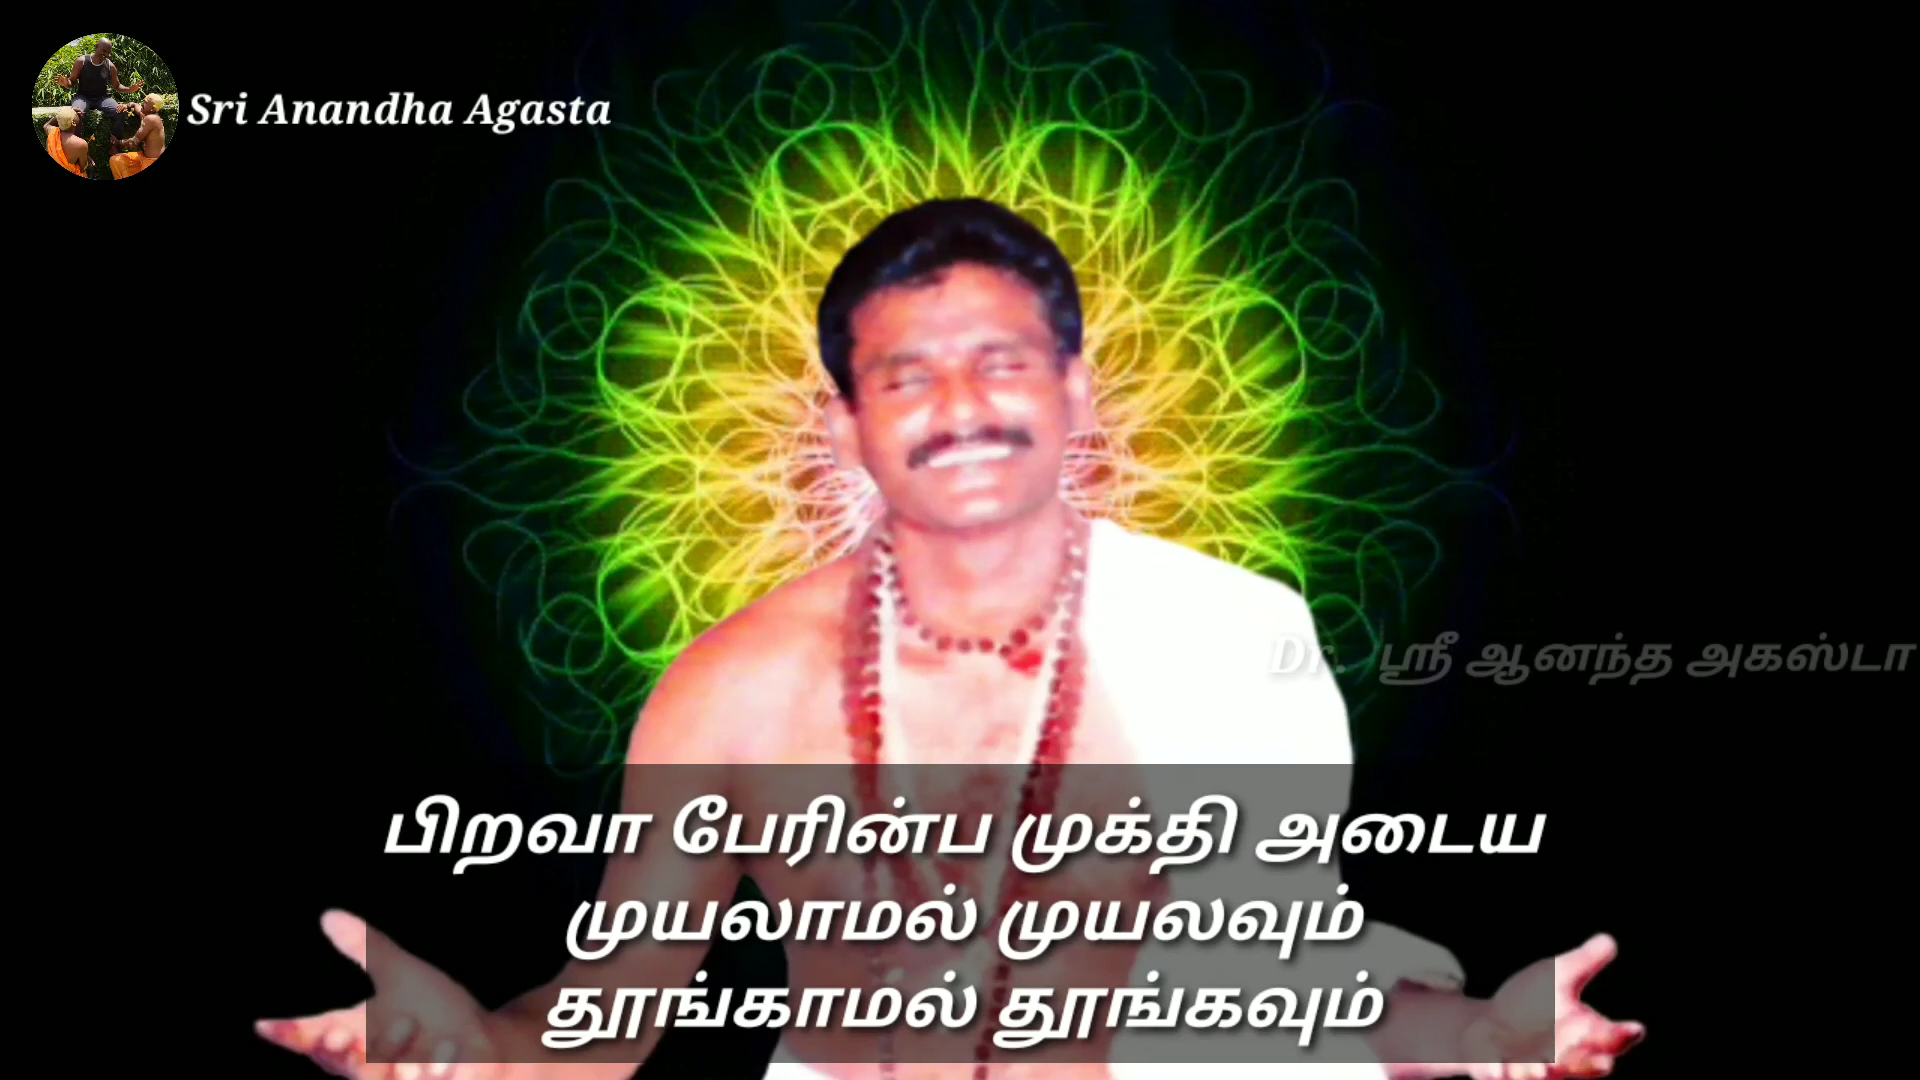 Sri Anandha Agasta
Dr. ஸ்ரீ ஆனந்த அகஸ்டா
பிறவா பேரின்ப முக்தி அடைய
முயலாமல் முயலவும்
தூங்காமல் தூங்கவும்